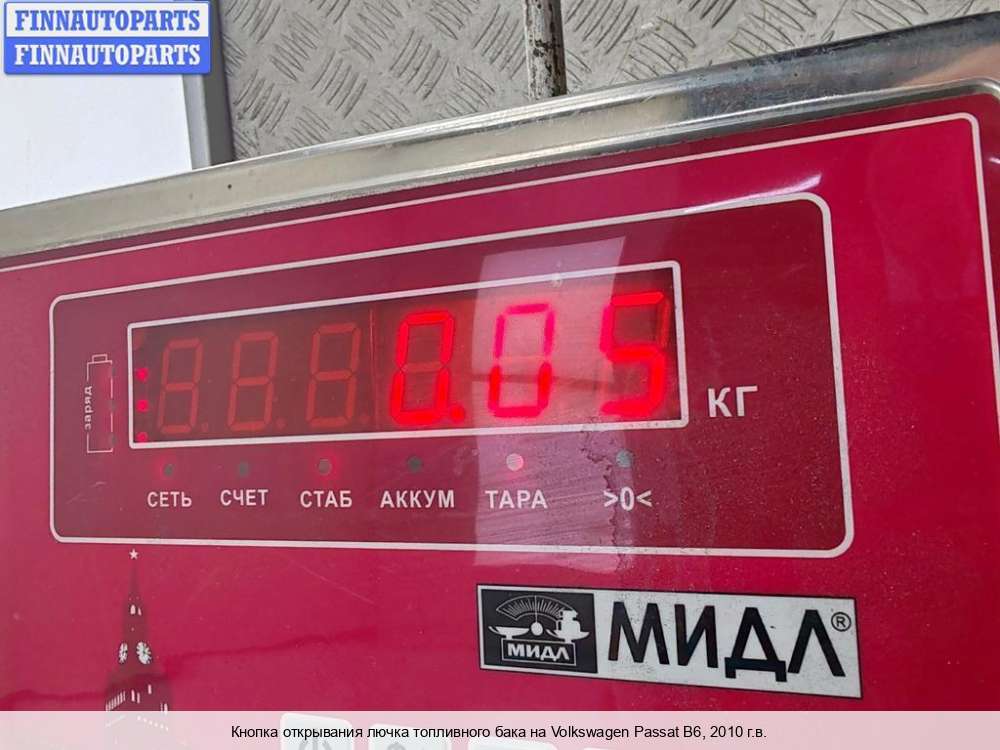 FINNAUTOPARTS
FINNAUTOPARTS
заряд
0.05
КГ
СЕТЬ СЧЕТ СТАБ АККУМ ТАРА >0<
МИДЛ
МИДЛ®
Кнопка открывания лючка топливного бака на Volkswagen Passat B6, 2010 г.в.